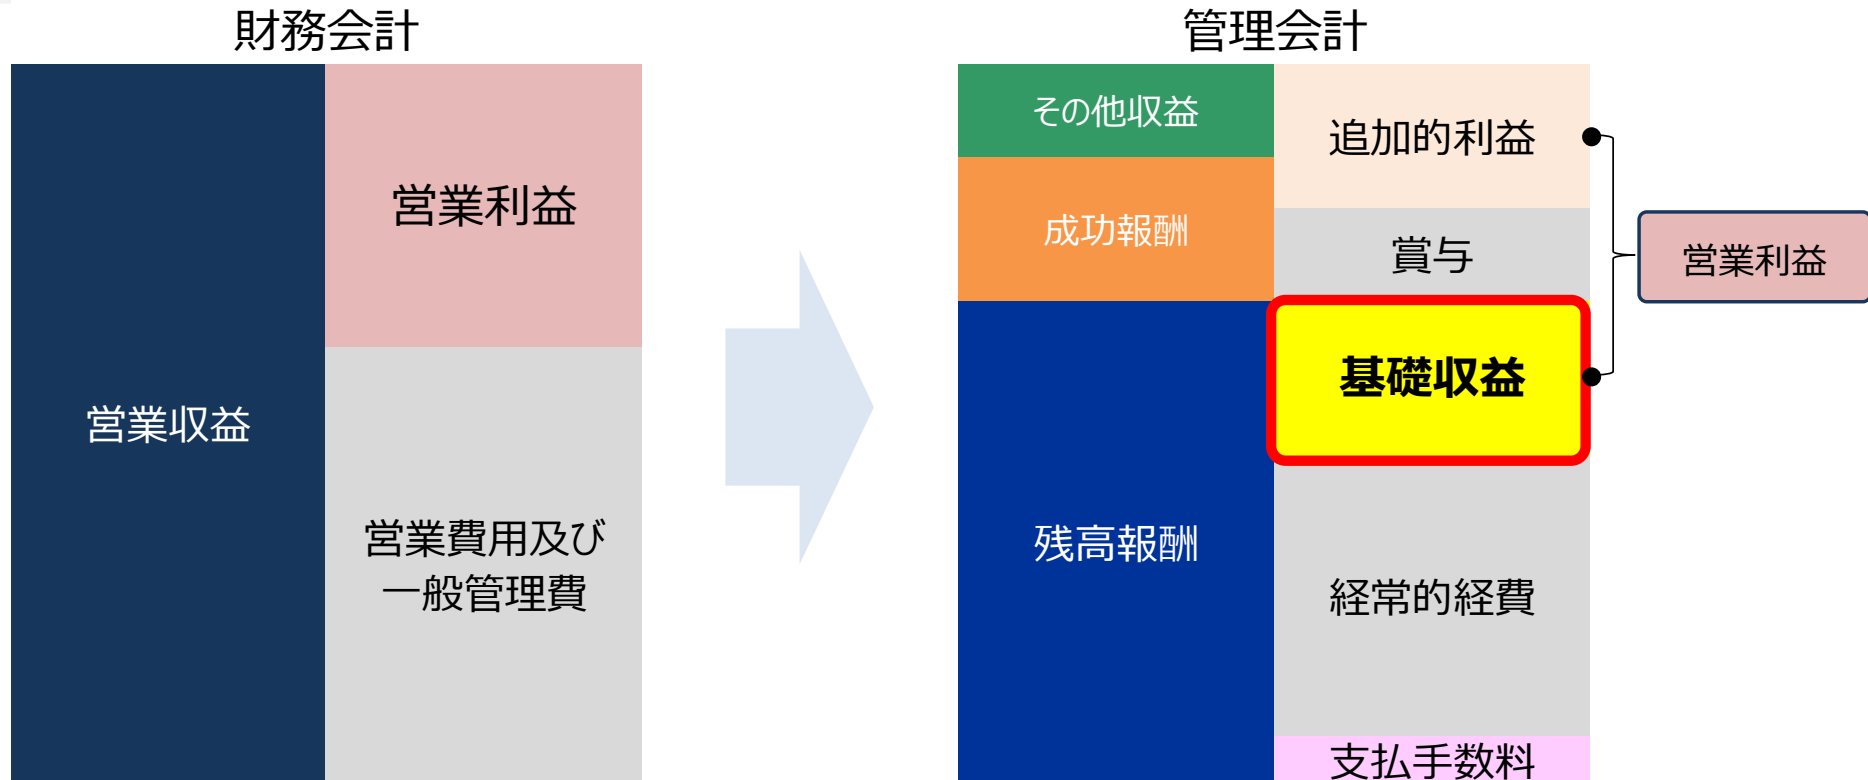 財務会計
管理会計
営業収益
営業利益
営業費用及び
一般管理費
その他収益
成功報酬
残高報酬
追加的利益
賞与
基礎収益
経常的経費
支払手数料
営業利益